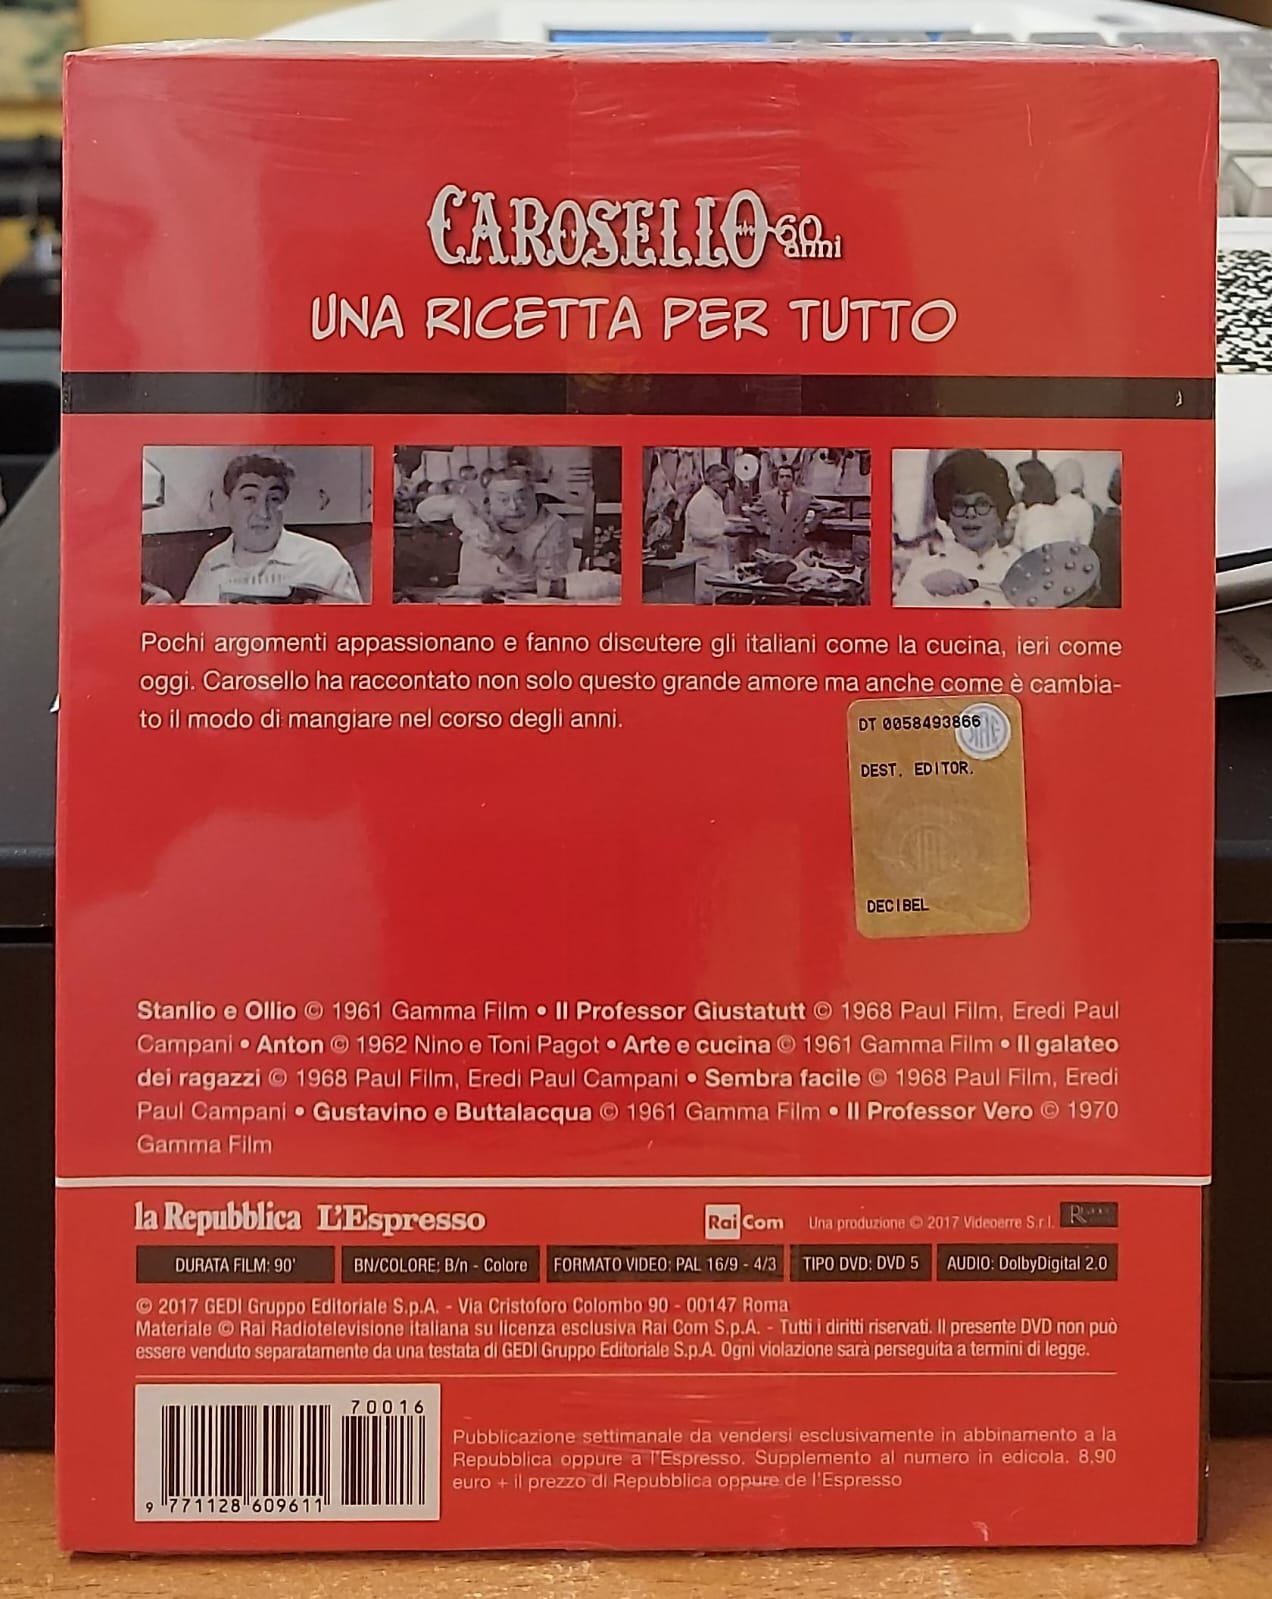 CAROSELLO 60 anni
UNA RICETTA PER TUTTO
Pochi argomenti appassionano e fanno discutere gli italiani come la cucina, ieri come
oggi. Carosello ha raccontato non solo questo grande amore ma anche come è cambia-
to il modo di mangiare nel corso degli anni.
DT 0058493866
DEST. EDITOR.
DECIBEL
Stanlio e Ollio © 1961 Gamma Film • Il Professor Giustatutt © 1968 Paul Film, Eredi Paul
Campani • Anton © 1962 Nino e Toni Pagot • Arte e cucina © 1961 Gamma Film • Il galateo
dei ragazzi © 1968 Paul Film, Eredi Paul Campani • Sembra facile © 1968 Paul Film, Eredi
Paul Campani • Gustavino e Buttalacqua © 1961 Gamma Film • Il Professor Vero © 1970
Gamma Film
la Repubblica L'Espresso Rai Com Una produzione © 2017 Videoerre S.r.l.
DURATA FILM: 90' BN/COLORE: B/n - Colore FORMATO VIDEO: PAL 16/9 - 4/3 TIPO DVD: DVD 5 AUDIO: DolbyDigital 2.0
© 2017 GEDI Gruppo Editoriale S.p.A. - Via Cristoforo Colombo 90 - 00147 Roma
Materiale © Rai Radiotelevisione italiana su licenza esclusiva Rai Com S.p.A. - Tutti i diritti riservati. Il presente DVD non può
essere venduto separatamente da una testata di GEDI Gruppo Editoriale S.p.A. Ogni violazione sarà perseguita a termini di legge.
70016
9 771128 609611
Pubblicazione settimanale da vendersi esclusivamente in abbinamento a la
Repubblica oppure a l'Espresso. Supplemento al numero in edicola. 8,90
euro + il prezzo di Repubblica oppure de l'Espresso